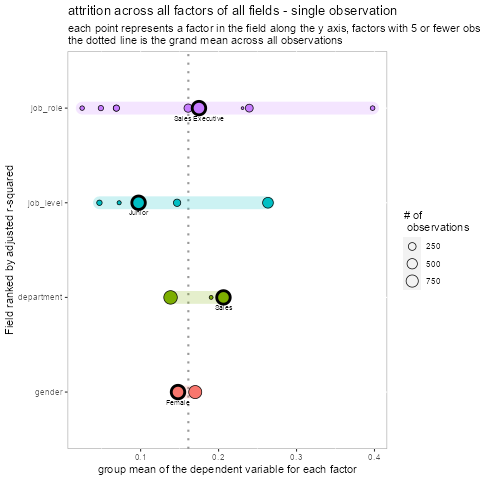 attrition across all factors of all fields - single observation
each point represents a factor in the field along the y axis, factors with 5 or fewer obs
the dotted line is the grand mean across all observations
Field ranked by adjusted r-squared
job_role
Sales Executive
job_level
Junior
department
Sales
gender
Female
0.1
0.2
0.3
0.4
group mean of the dependent variable for each factor
# of
observations
250
500
750